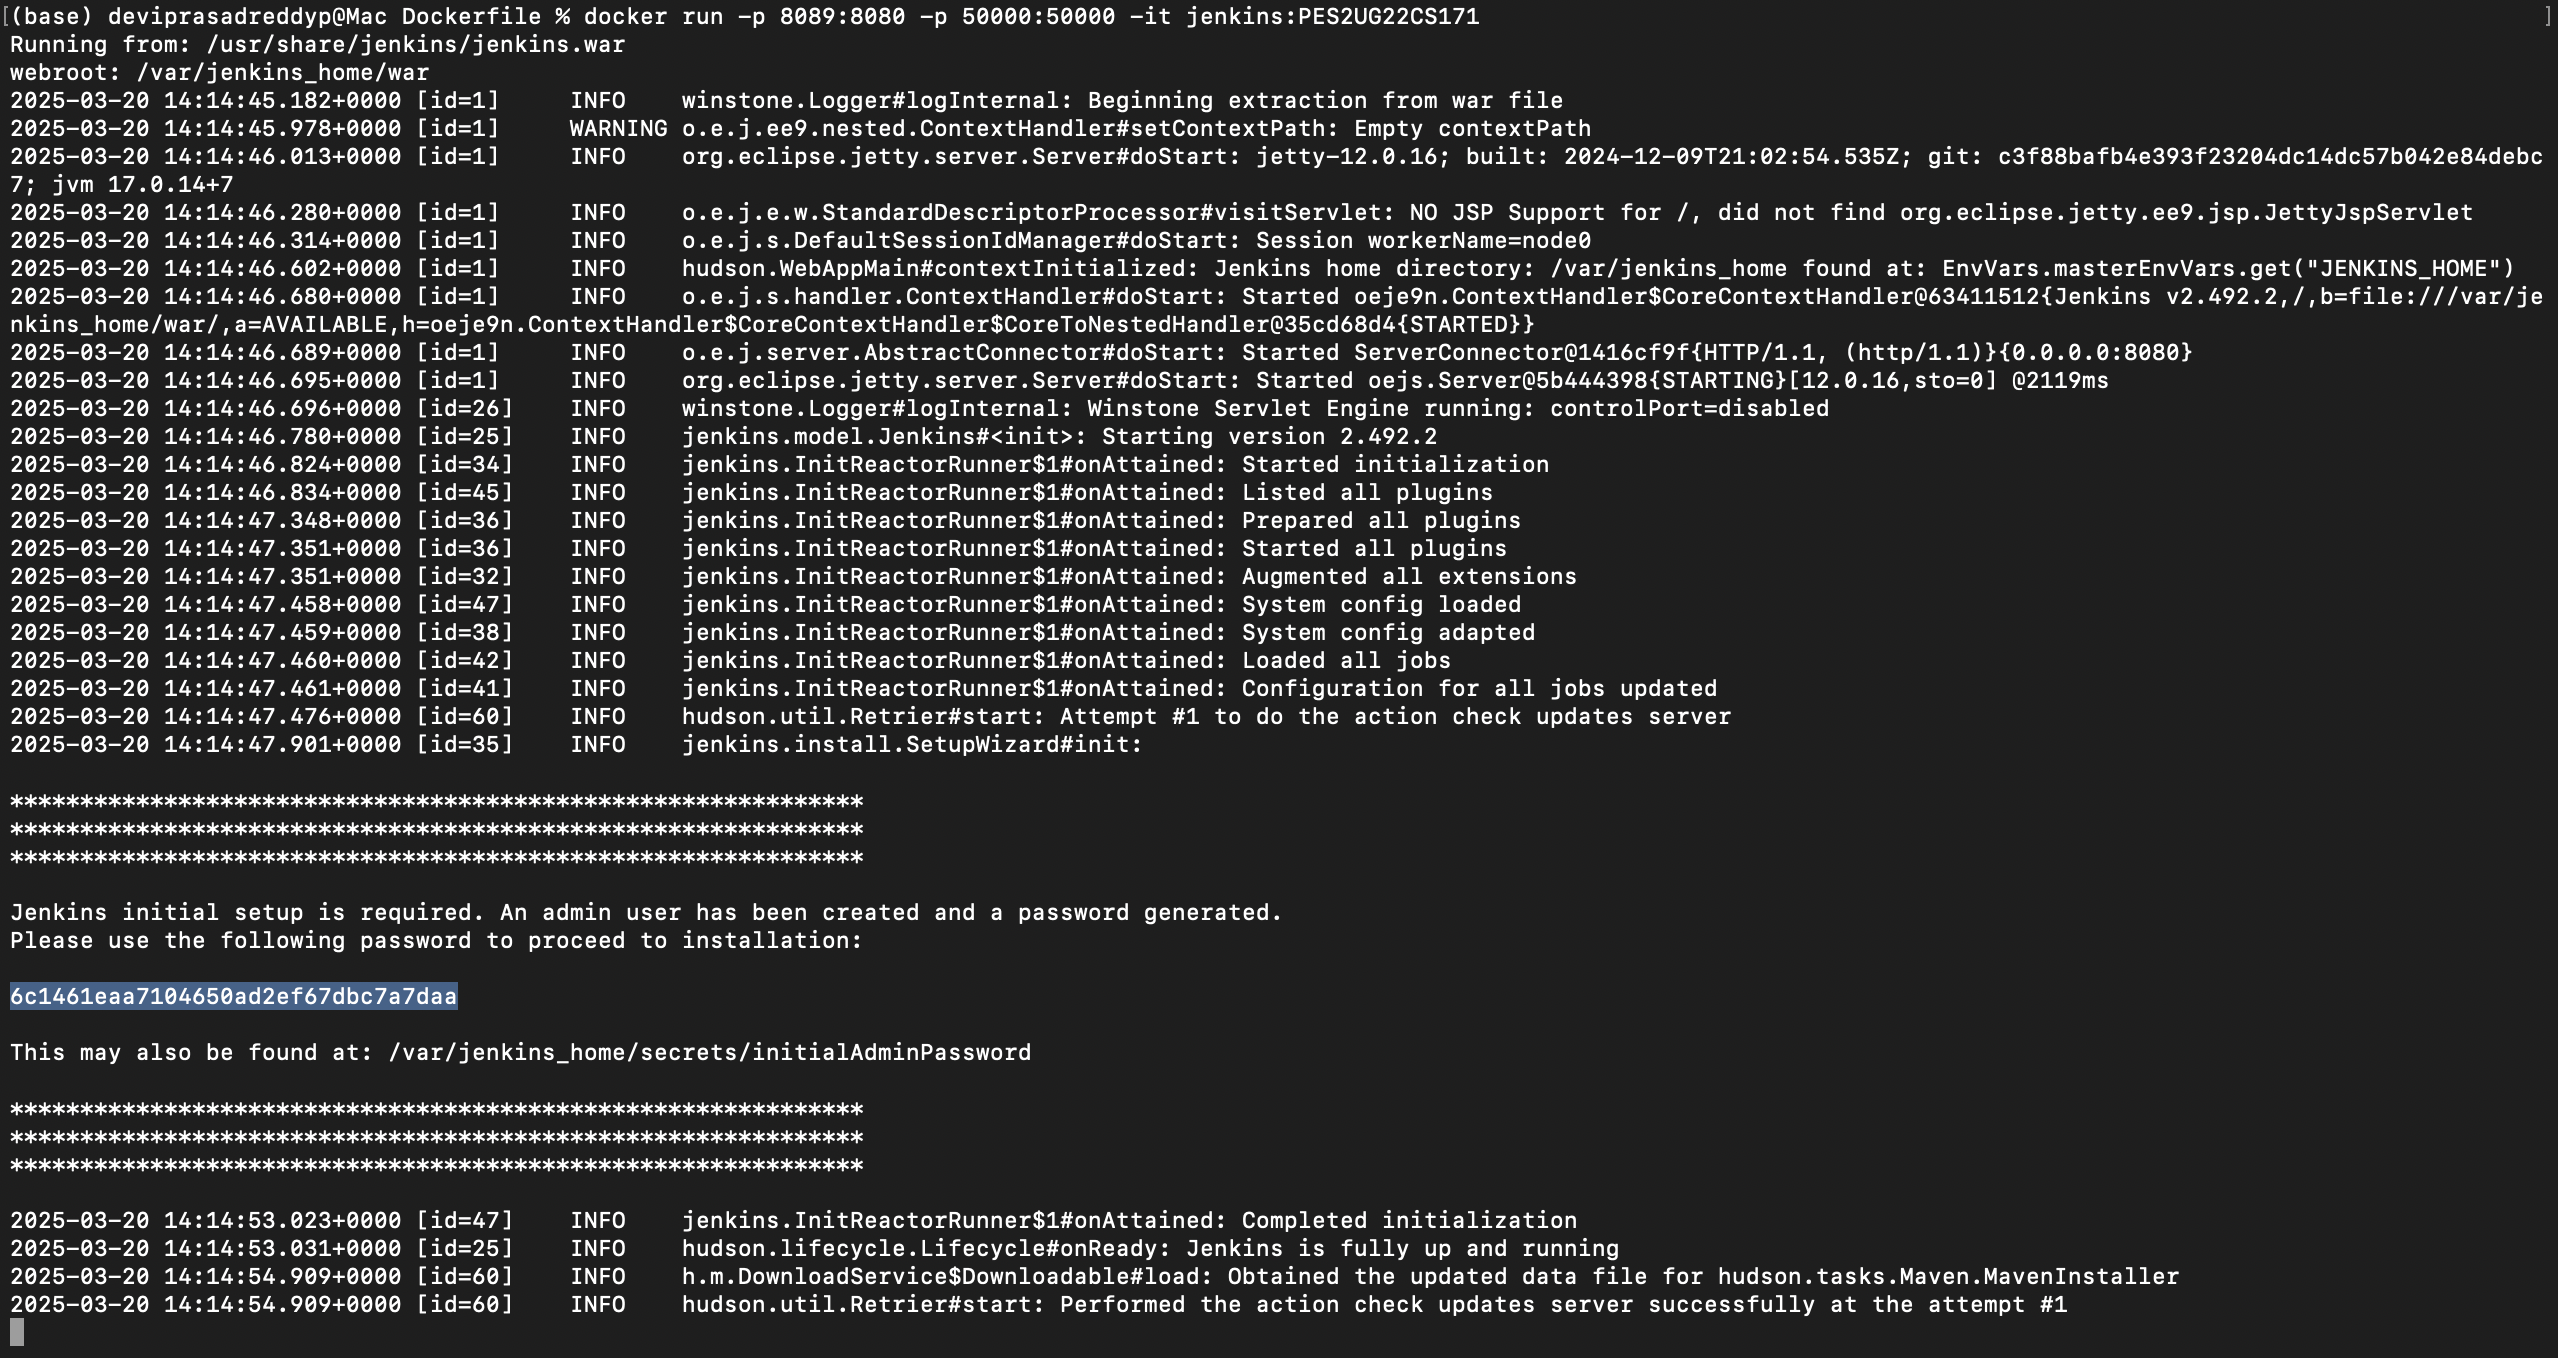 [(base) deviprasadreddyp@Mac Dockerfile % docker run -p 8089:8080 -p 50000:50000 -it jenkins:PES2UG22CS171 ]
Running from: /usr/share/jenkins/jenkins.war
webroot: /var/jenkins_home/war
2025-03-20 14:14:45.182+0000 [id=1]     INFO    winstone.Logger#logInternal: Beginning extraction from war file
2025-03-20 14:14:45.978+0000 [id=1]     WARNING o.e.j.ee9.nested.ContextHandler#setContextPath: Empty contextPath
2025-03-20 14:14:46.013+0000 [id=1]     INFO    org.eclipse.jetty.server.Server#doStart: jetty-12.0.16; built: 2024-12-09T21:02:54.535Z; git: c3f88bafb4e393f23204dc14dc57b042e84debc
7; jvm 17.0.14+7
2025-03-20 14:14:46.280+0000 [id=1]     INFO    o.e.j.e.w.StandardDescriptorProcessor#visitServlet: NO JSP Support for /, did not find org.eclipse.jetty.ee9.jsp.JettyJspServlet
2025-03-20 14:14:46.314+0000 [id=1]     INFO    o.e.j.s.DefaultSessionIdManager#doStart: Session workerName=node0
2025-03-20 14:14:46.602+0000 [id=1]     INFO    hudson.WebAppMain#contextInitialized: Jenkins home directory: /var/jenkins_home found at: EnvVars.masterEnvVars.get("JENKINS_HOME")
2025-03-20 14:14:46.680+0000 [id=1]     INFO    o.e.j.s.handler.ContextHandler#doStart: Started oeje9n.ContextHandler$CoreContextHandler@63411512{Jenkins v2.492.2,/,b=file:///var/je
nkins_home/war/,a=AVAILABLE,h=oeje9n.ContextHandler$CoreContextHandler$CoreToNestedHandler@35cd68d4{STARTED}}
2025-03-20 14:14:46.689+0000 [id=1]     INFO    o.e.j.server.AbstractConnector#doStart: Started ServerConnector@1416cf9f{HTTP/1.1, (http/1.1)}{0.0.0.0:8080}
2025-03-20 14:14:46.695+0000 [id=1]     INFO    org.eclipse.jetty.server.Server#doStart: Started oejs.Server@5b444398{STARTING}[12.0.16,sto=0] @2119ms
2025-03-20 14:14:46.696+0000 [id=26]    INFO    winstone.Logger#logInternal: Winstone Servlet Engine running: controlPort=disabled
2025-03-20 14:14:46.780+0000 [id=25]    INFO    jenkins.model.Jenkins#<init>: Starting version 2.492.2
2025-03-20 14:14:46.824+0000 [id=34]    INFO    jenkins.InitReactorRunner$1#onAttained: Started initialization
2025-03-20 14:14:46.834+0000 [id=45]    INFO    jenkins.InitReactorRunner$1#onAttained: Listed all plugins
2025-03-20 14:14:47.348+0000 [id=36]    INFO    jenkins.InitReactorRunner$1#onAttained: Prepared all plugins
2025-03-20 14:14:47.351+0000 [id=36]    INFO    jenkins.InitReactorRunner$1#onAttained: Started all plugins
2025-03-20 14:14:47.351+0000 [id=32]    INFO    jenkins.InitReactorRunner$1#onAttained: Augmented all extensions
2025-03-20 14:14:47.458+0000 [id=47]    INFO    jenkins.InitReactorRunner$1#onAttained: System config loaded
2025-03-20 14:14:47.459+0000 [id=38]    INFO    jenkins.InitReactorRunner$1#onAttained: System config adapted
2025-03-20 14:14:47.460+0000 [id=42]    INFO    jenkins.InitReactorRunner$1#onAttained: Loaded all jobs
2025-03-20 14:14:47.461+0000 [id=41]    INFO    jenkins.InitReactorRunner$1#onAttained: Configuration for all jobs updated
2025-03-20 14:14:47.476+0000 [id=60]    INFO    hudson.util.Retrier#start: Attempt #1 to do the action check updates server
2025-03-20 14:14:47.901+0000 [id=35]    INFO    jenkins.install.SetupWizard#init:
*************************************************************
*************************************************************
*************************************************************
Jenkins initial setup is required. An admin user has been created and a password generated.
Please use the following password to proceed to installation:
6c1461eaa7104650ad2ef67dbc7a7daa
This may also be found at: /var/jenkins_home/secrets/initialAdminPassword
*************************************************************
*************************************************************
*************************************************************
2025-03-20 14:14:53.023+0000 [id=47]    INFO    jenkins.InitReactorRunner$1#onAttained: Completed initialization
2025-03-20 14:14:53.031+0000 [id=25]    INFO    hudson.lifecycle.Lifecycle#onReady: Jenkins is fully up and running
2025-03-20 14:14:54.909+0000 [id=60]    INFO    h.m.DownloadService$Downloadable#load: Obtained the updated data file for hudson.tasks.Maven.MavenInstaller
2025-03-20 14:14:54.909+0000 [id=60]    INFO    hudson.util.Retrier#start: Performed the action check updates server successfully at the attempt #1